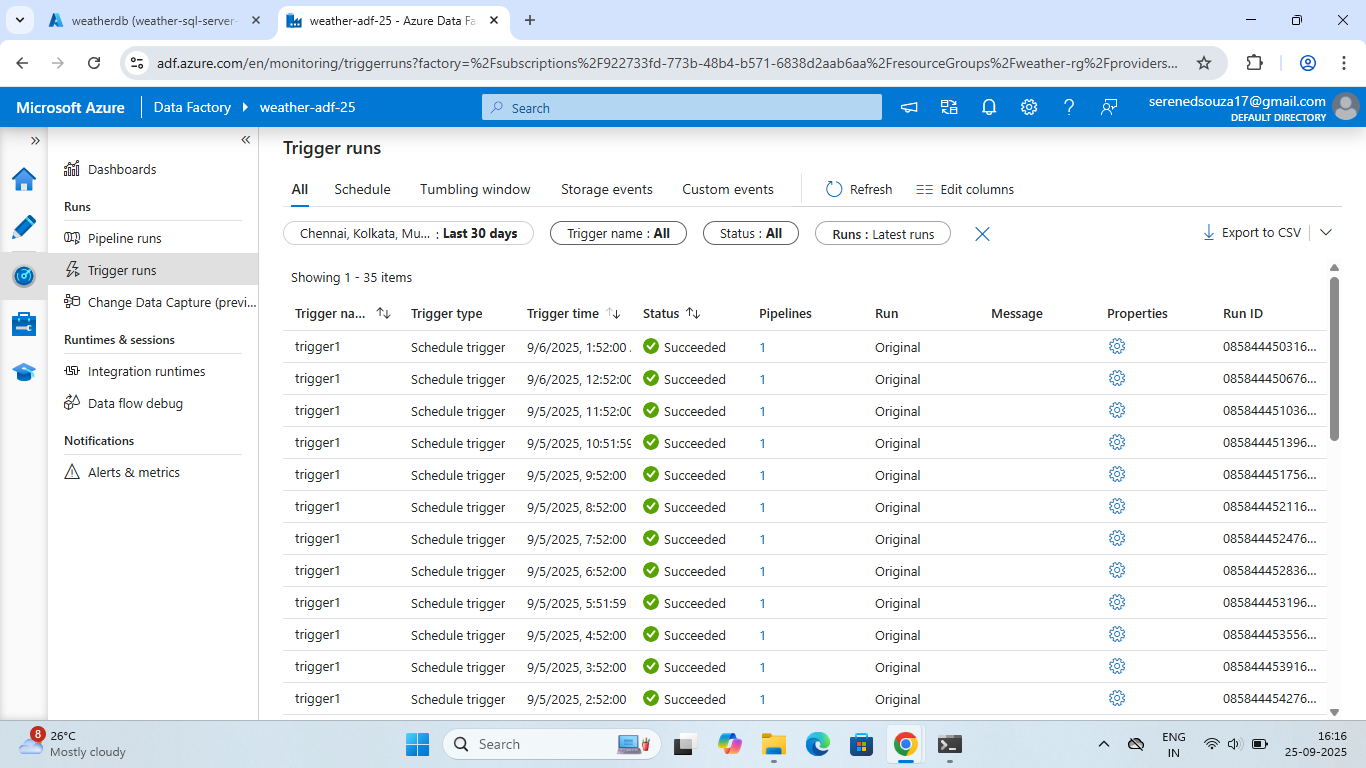 weatherdb (weather-sql-server-
weather-adf-25 - Azure Data Fa
adf.azure.com/en/monitoring/triggerruns?factory=%2Fsubscriptions%2F922733fd-773b-48b4-b571-6838d2aab6aa%2FresourceGroups%2Fweather-rg%2Fproviders...
Microsoft Azure
Data Factory
weather-adf-25
Search
serenedsouza17@gmail.com
DEFAULT DIRECTORY
Dashboards
Runs
Pipeline runs
Trigger runs
Change Data Capture (previ...
Runtimes & sessions
Integration runtimes
Data flow debug
Notifications
Alerts & metrics
Trigger runs
All Schedule Tumbling window Storage events Custom events Refresh Edit columns
Chennai, Kolkata, Mu... : Last 30 days Trigger name : All Status : All Runs : Latest runs Export to CSV
Showing 1 - 35 items
Trigger na... Trigger type Trigger time Status Pipelines Run Message Properties Run ID
trigger1 Schedule trigger 9/6/2025, 1:52:00 Succeeded 1 Original 085844450316...
trigger1 Schedule trigger 9/6/2025, 12:52:00 Succeeded 1 Original 085844450676...
trigger1 Schedule trigger 9/5/2025, 11:52:00 Succeeded 1 Original 085844451036...
trigger1 Schedule trigger 9/5/2025, 10:51:59 Succeeded 1 Original 085844451396...
trigger1 Schedule trigger 9/5/2025, 9:52:00 Succeeded 1 Original 085844451756...
trigger1 Schedule trigger 9/5/2025, 8:52:00 Succeeded 1 Original 085844452116...
trigger1 Schedule trigger 9/5/2025, 7:52:00 Succeeded 1 Original 085844452476...
trigger1 Schedule trigger 9/5/2025, 6:52:00 Succeeded 1 Original 085844452836...
trigger1 Schedule trigger 9/5/2025, 5:51:59 Succeeded 1 Original 085844453196...
trigger1 Schedule trigger 9/5/2025, 4:52:00 Succeeded 1 Original 085844453556...
trigger1 Schedule trigger 9/5/2025, 3:52:00 Succeeded 1 Original 085844453916...
trigger1 Schedule trigger 9/5/2025, 2:52:00 Succeeded 1 Original 085844454276...
8
26°C
Mostly cloudy
Search
ENG
IN
16:16
25-09-2025